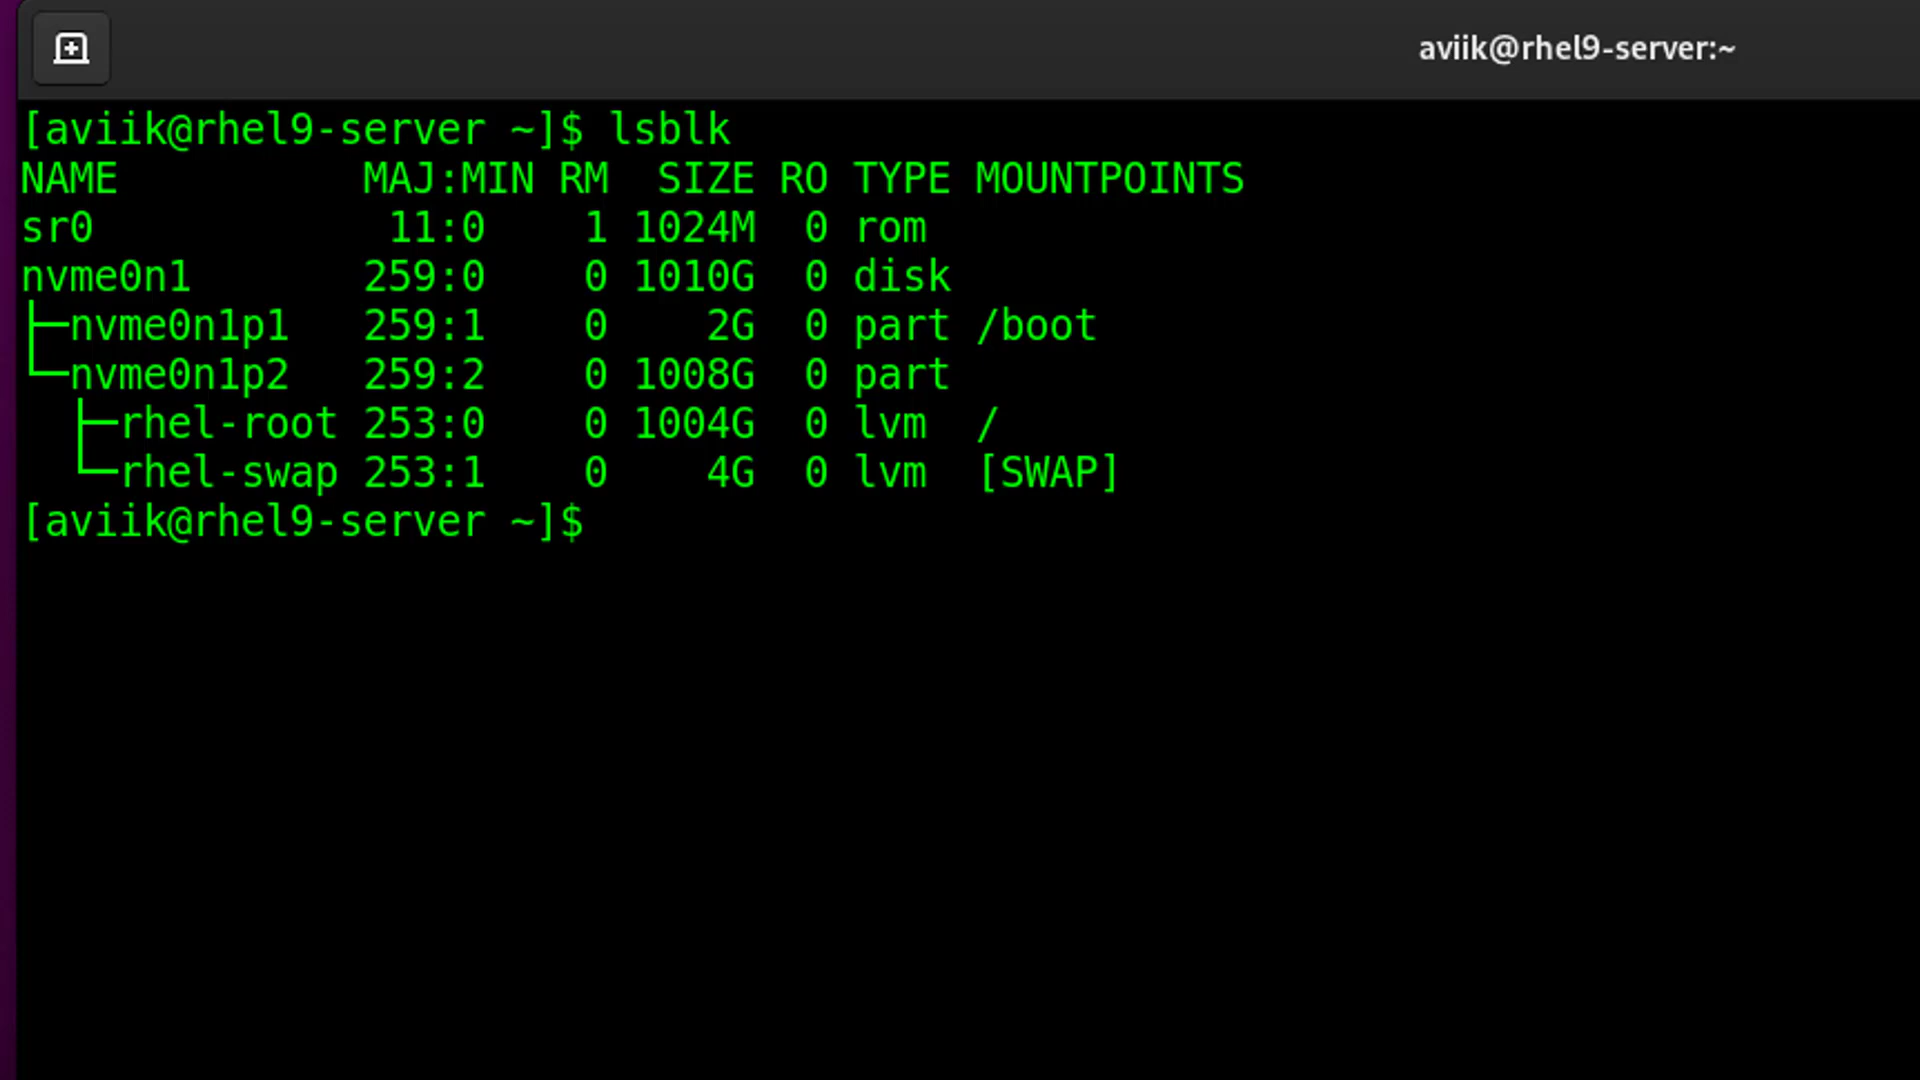 aviik@rhel9-server:~
[aviik@rhel9-server ~]$ lsblk
NAME          MAJ:MIN RM  SIZE RO TYPE MOUNTPOINTS
sr0            11:0    1 1024M  0 rom
nvme0n1       259:0    0 1010G  0 disk
├─nvme0n1p1   259:1    0    2G  0 part /boot
└─nvme0n1p2   259:2    0 1008G  0 part
  ├─rhel-root 253:0    0 1004G  0 lvm  /
  └─rhel-swap 253:1    0    4G  0 lvm  [SWAP]
[aviik@rhel9-server ~]$